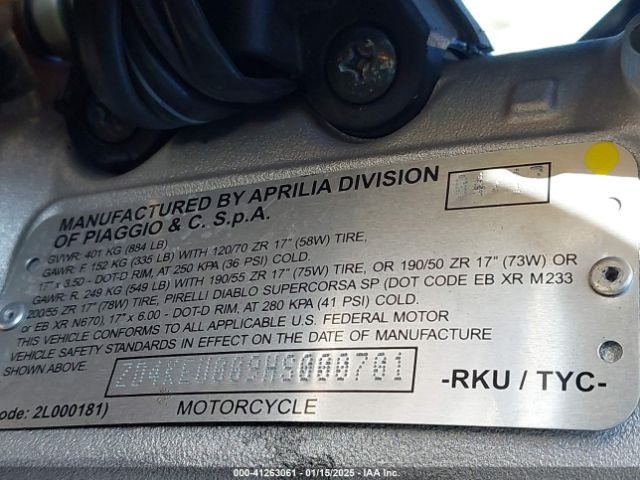 MANUFACTURED BY APRILIA DIVISION
OF PIAGGIO & C. S.p.A.
GVWR: 401 KG (884 LB)
GAWR: F. 152 KG (335 LB) WITH 120/70 ZR 17" (58W) TIRE,
17" x 3.50 - DOT-D RIM, AT 250 KPA (36 PSI) COLD.
GAWR: R. 249 KG (549 LB) WITH 190/55 ZR 17" (75W) TIRE, OR 190/50 ZR 17" (73W) OR
200/55 ZR 17" (78W) TIRE, PIRELLI DIABLO SUPERCORSA SP (DOT CODE EB XR M233
or EB XR N670), 17" x 6.00 - DOT-D RIM, AT 280 KPA (41 PSI) COLD.
THIS VEHICLE CONFORMS TO ALL APPLICABLE U.S. FEDERAL MOTOR
VEHICLE SAFETY STANDARDS IN EFFECT ON THE DATE OF MANUFACTURE
SHOWN ABOVE.
-RKU / TYC-
ode: 2L000181)
MOTORCYCLE
000-41263061 - 01/15/2025 - IAA Inc.